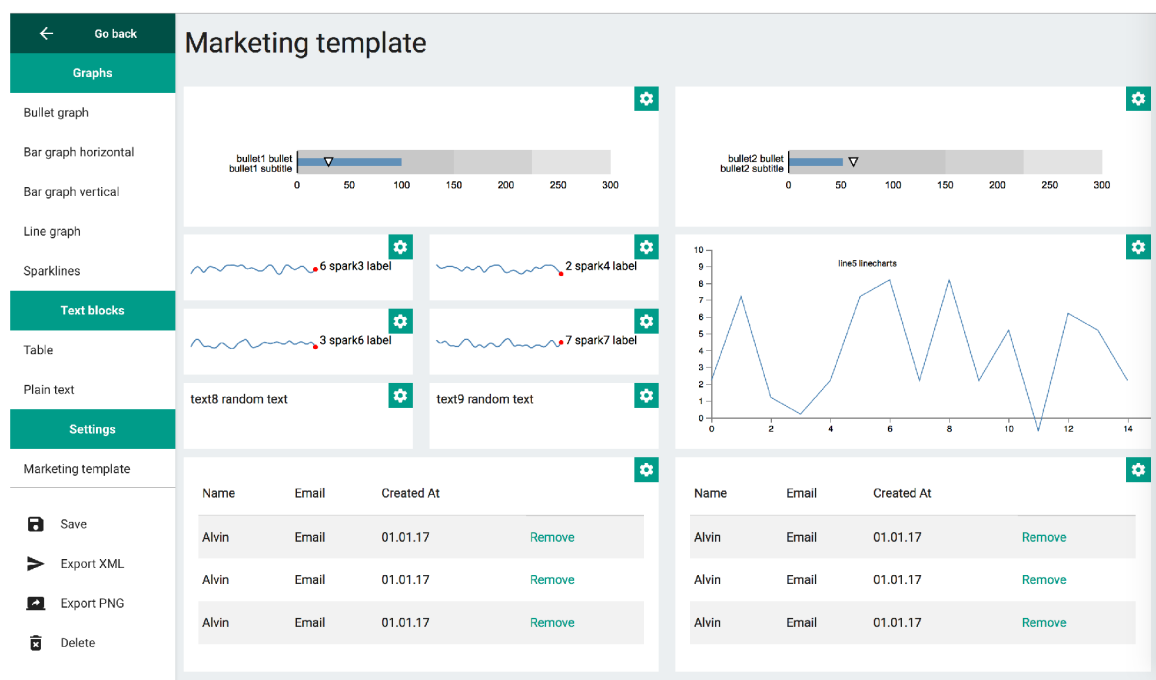 Go back
Graphs
Bullet graph
Bar graph horizontal
Bar graph vertical
Line graph
Sparklines
Text blocks
Table
Plain text
Settings
Marketing template
Save
Export XML
Export PNG
Delete
Marketing template
bullet1 bullet
bullet1 subtitle
0 50 100 150 200 250 300
bullet2 bullet
bullet2 subtitle
0 50 100 150 200 250 300
6 spark3 label
2 spark4 label
3 spark6 label
7 spark7 label
text8 random text
text9 random text
line5 linecharts
10
9
8
7
6
5
4
3
2
1
0
0 2 4 6 8 10 12 14
Name Email Created At
Alvin Email 01.01.17 Remove
Alvin Email 01.01.17 Remove
Alvin Email 01.01.17 Remove
Name Email Created At
Alvin Email 01.01.17 Remove
Alvin Email 01.01.17 Remove
Alvin Email 01.01.17 Remove